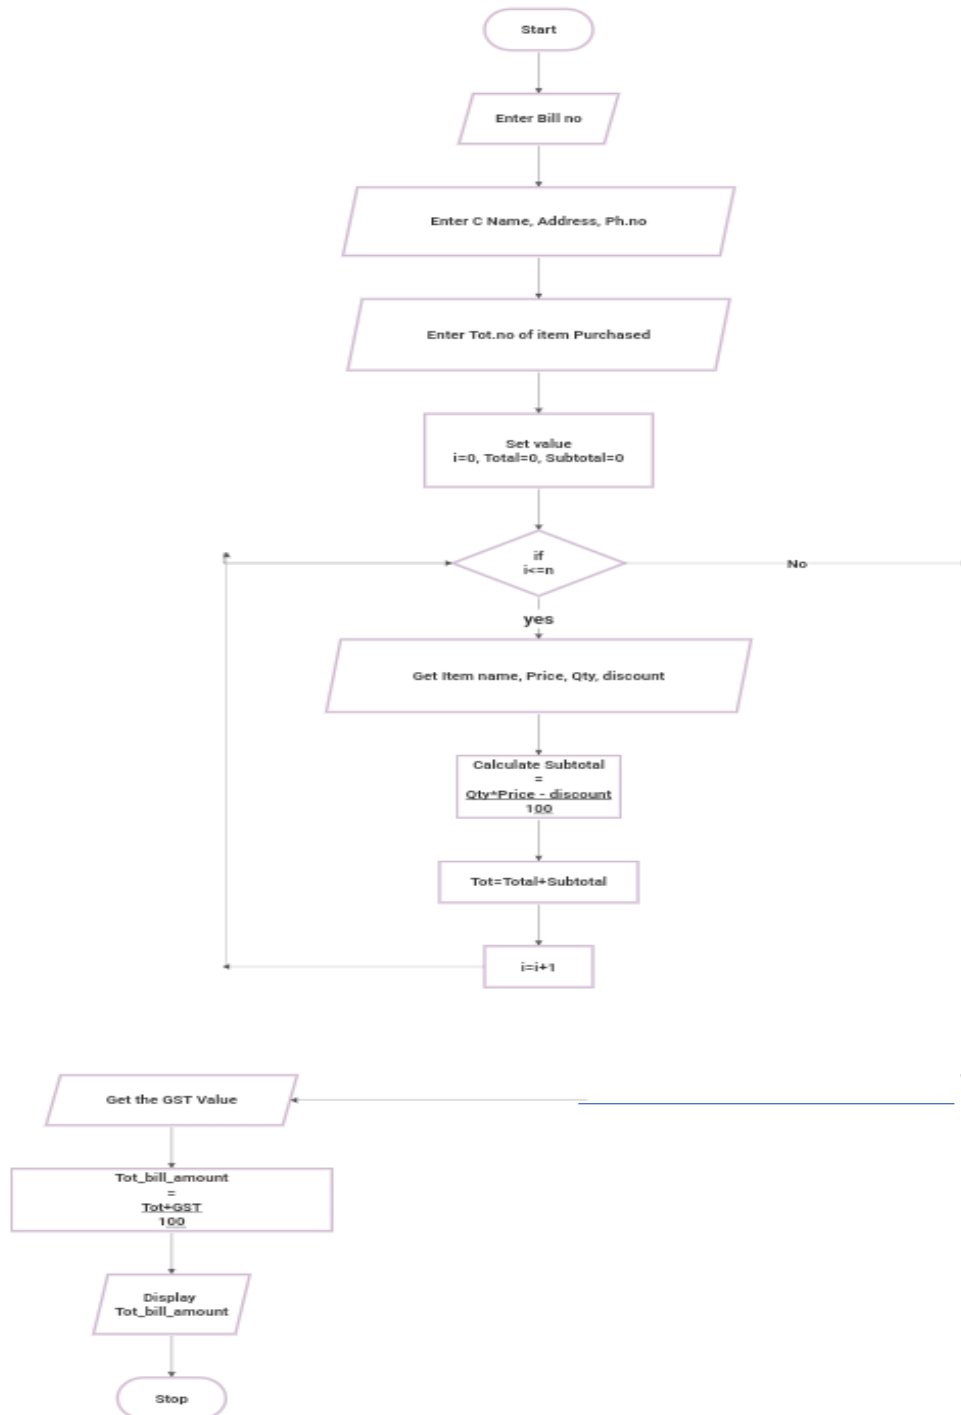 Start
Enter Bill no
Enter C Name, Address, Ph.no
Enter Tot.no of item Purchased
Set value
i=0, Total=0, Subtotal=0
if
i<=n
No
yes
Get Item name, Price, Qty, discount
Calculate Subtotal
=
Qty*Price - discount
100
Tot=Total+Subtotal
i=i+1
Get the GST Value
Tot_bill_amount
=
Tot+GST
100
Display
Tot_bill_amount
Stop